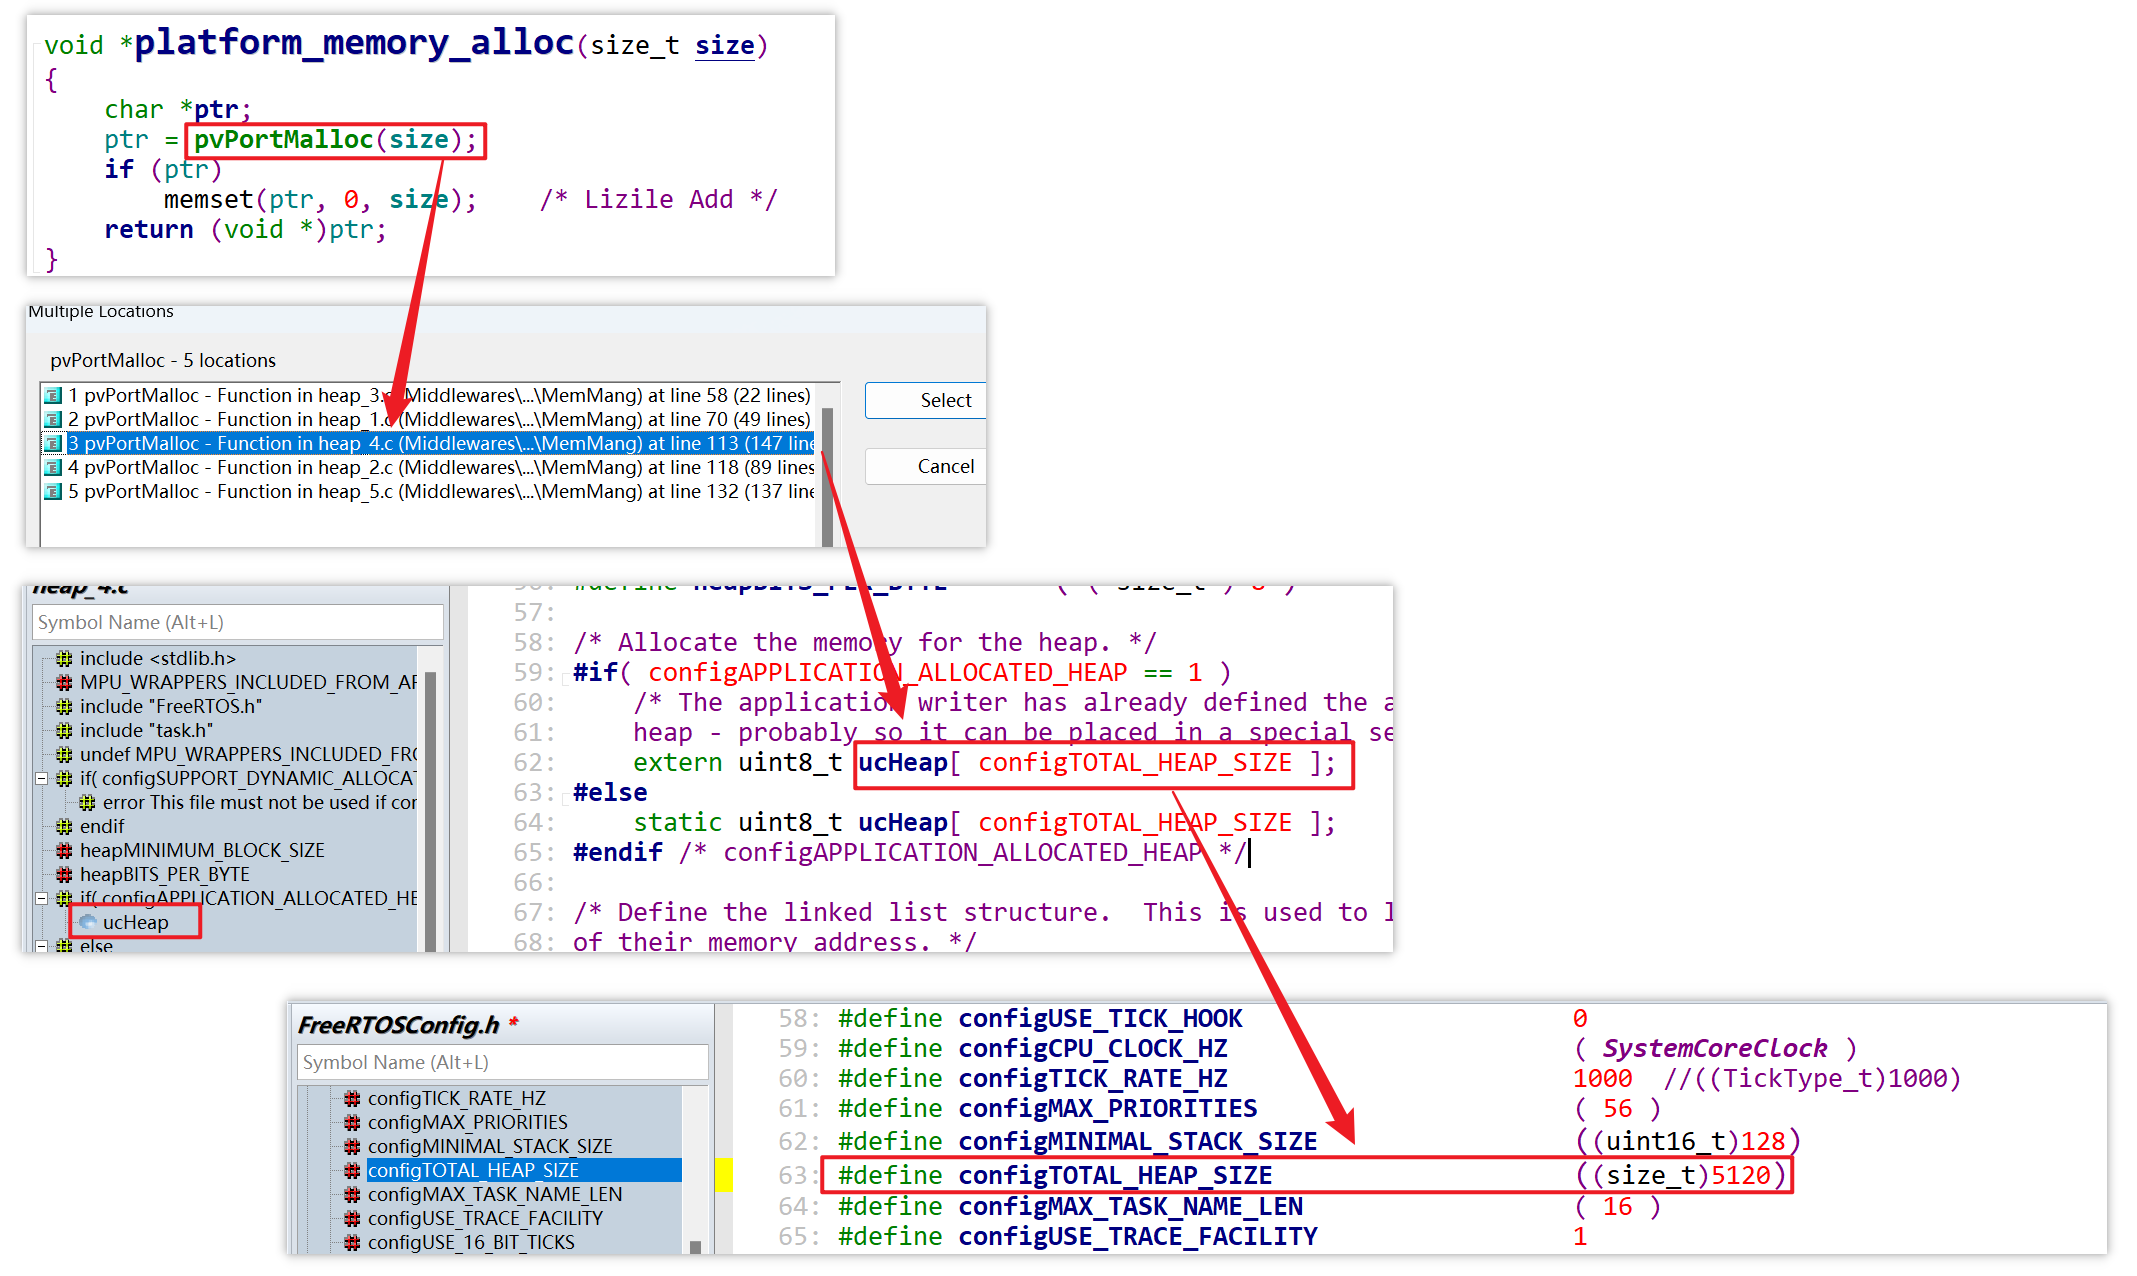 void *platform_memory_alloc(size_t size)
{
char *ptr;
ptr = pvPortMalloc(size);
if (ptr)
memset(ptr, 0, size); /* Lizile Add */
return (void *)ptr;
}
Multiple Locations
pvPortMalloc - 5 locations
1 pvPortMalloc - Function in heap_3.c (Middlewares\...\MemMang) at line 58 (22 lines)
2 pvPortMalloc - Function in heap_1.c (Middlewares\...\MemMang) at line 70 (49 lines)
3 pvPortMalloc - Function in heap_4.c (Middlewares\...\MemMang) at line 113 (147 line
4 pvPortMalloc - Function in heap_2.c (Middlewares\...\MemMang) at line 118 (89 lines
5 pvPortMalloc - Function in heap_5.c (Middlewares\...\MemMang) at line 132 (137 line
Select
Cancel
heap_4.c
Symbol Name (Alt+L)
include <stdlib.h>
MPU_WRAPPERS_INCLUDED_FROM_AP
include "FreeRTOS.h"
include "task.h"
undef MPU_WRAPPERS_INCLUDED_FRO
if( configSUPPORT_DYNAMIC_ALLOCAT
error This file must not be used if cor
endif
heapMINIMUM_BLOCK_SIZE
heapBITS_PER_BYTE
if( configAPPLICATION_ALLOCATED_HE
ucHeap
else
56: #define heapBITS_PER_BYTE ( ( size_t ) 8 )
57:
58: /* Allocate the memory for the heap. */
59: #if( configAPPLICATION_ALLOCATED_HEAP == 1 )
60: /* The application writer has already defined the a
61: heap - probably so it can be placed in a special se
62: extern uint8_t ucHeap[ configTOTAL_HEAP_SIZE ];
63: #else
64: static uint8_t ucHeap[ configTOTAL_HEAP_SIZE ];
65: #endif /* configAPPLICATION_ALLOCATED_HEAP */
66:
67: /* Define the linked list structure.  This is used to l
68: of their memory address. */
FreeRTOSConfig.h *
Symbol Name (Alt+L)
configTICK_RATE_HZ
configMAX_PRIORITIES
configMINIMAL_STACK_SIZE
configTOTAL_HEAP_SIZE
configMAX_TASK_NAME_LEN
configUSE_TRACE_FACILITY
configUSE_16_BIT_TICKS
58: #define configUSE_TICK_HOOK 0
59: #define configCPU_CLOCK_HZ ( SystemCoreClock )
60: #define configTICK_RATE_HZ 1000 //((TickType_t)1000)
61: #define configMAX_PRIORITIES ( 56 )
62: #define configMINIMAL_STACK_SIZE ((uint16_t)128)
63: #define configTOTAL_HEAP_SIZE ((size_t)5120)
64: #define configMAX_TASK_NAME_LEN ( 16 )
65: #define configUSE_TRACE_FACILITY 1